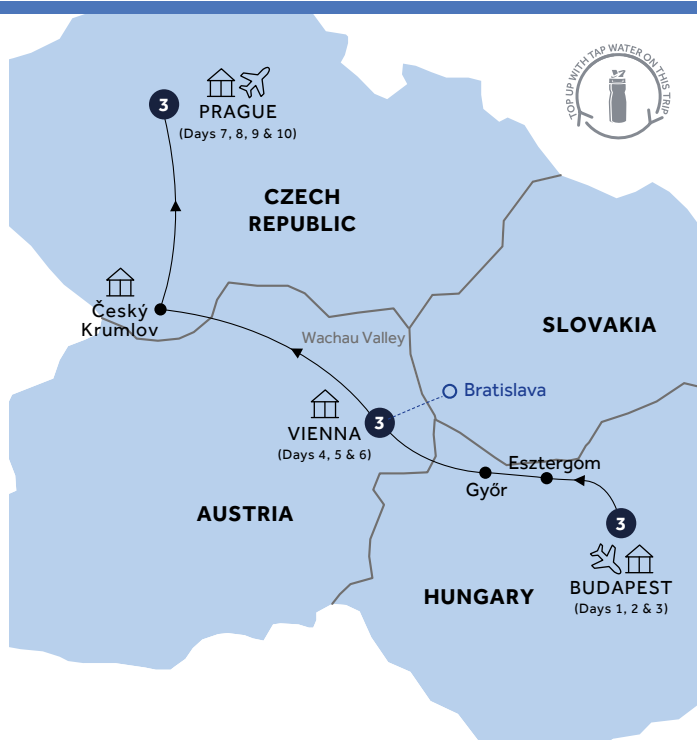 TOP UP WITH TAP WATER ON THIS TRIP
3
PRAGUE
(Days 7, 8, 9 & 10)
CZECH
REPUBLIC
Český
Krumlov
Wachau Valley
SLOVAKIA
Bratislava
3
VIENNA
(Days 4, 5 & 6)
Esztergom
Győr
AUSTRIA
3
HUNGARY
BUDAPEST
(Days 1, 2 & 3)